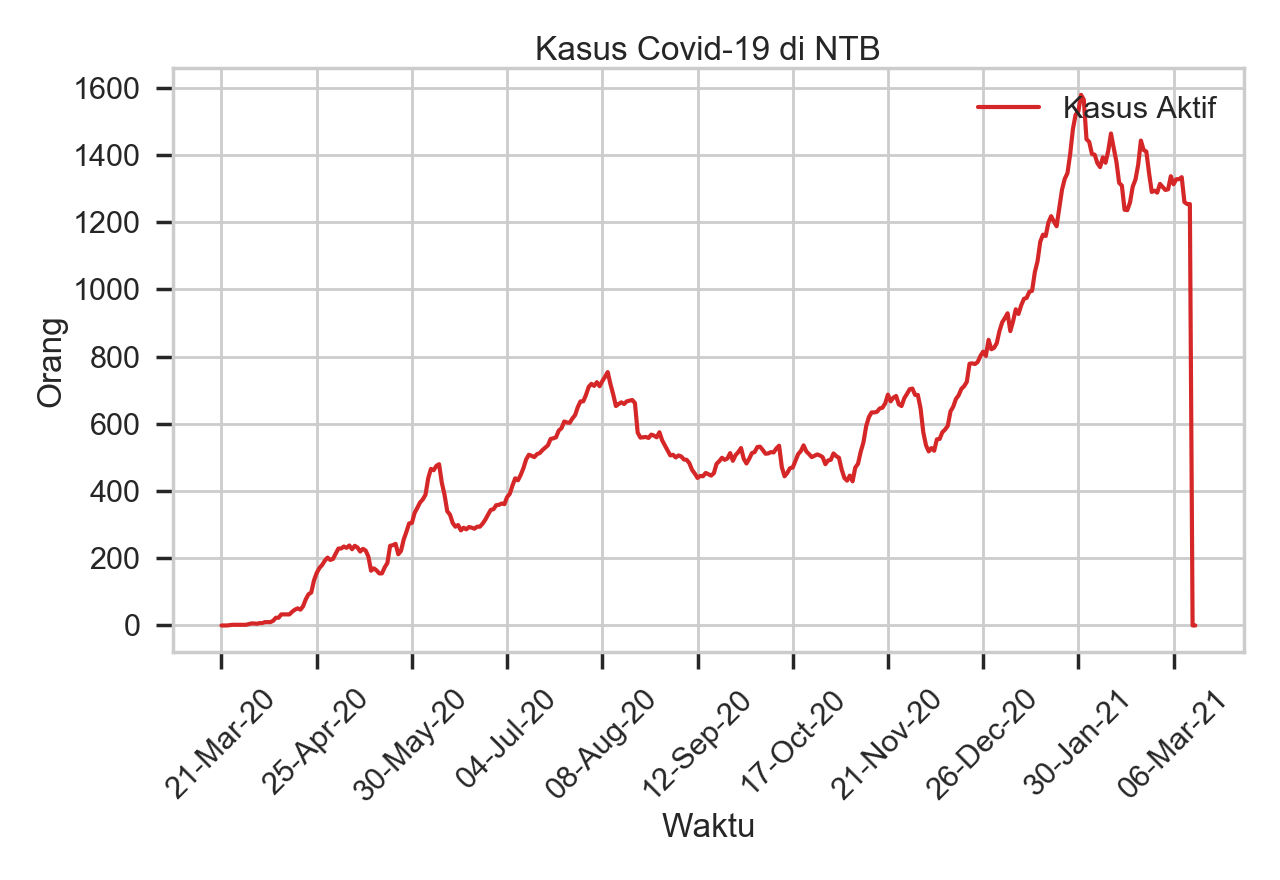 Kasus Covid-19 di NTB
Kasus Aktif
1600
1400
1200
1000
800
600
400
200
0
Orang
21-Mar-20
25-Apr-20
30-May-20
04-Jul-20
08-Aug-20
12-Sep-20
17-Oct-20
21-Nov-20
26-Dec-20
30-Jan-21
06-Mar-21
Waktu